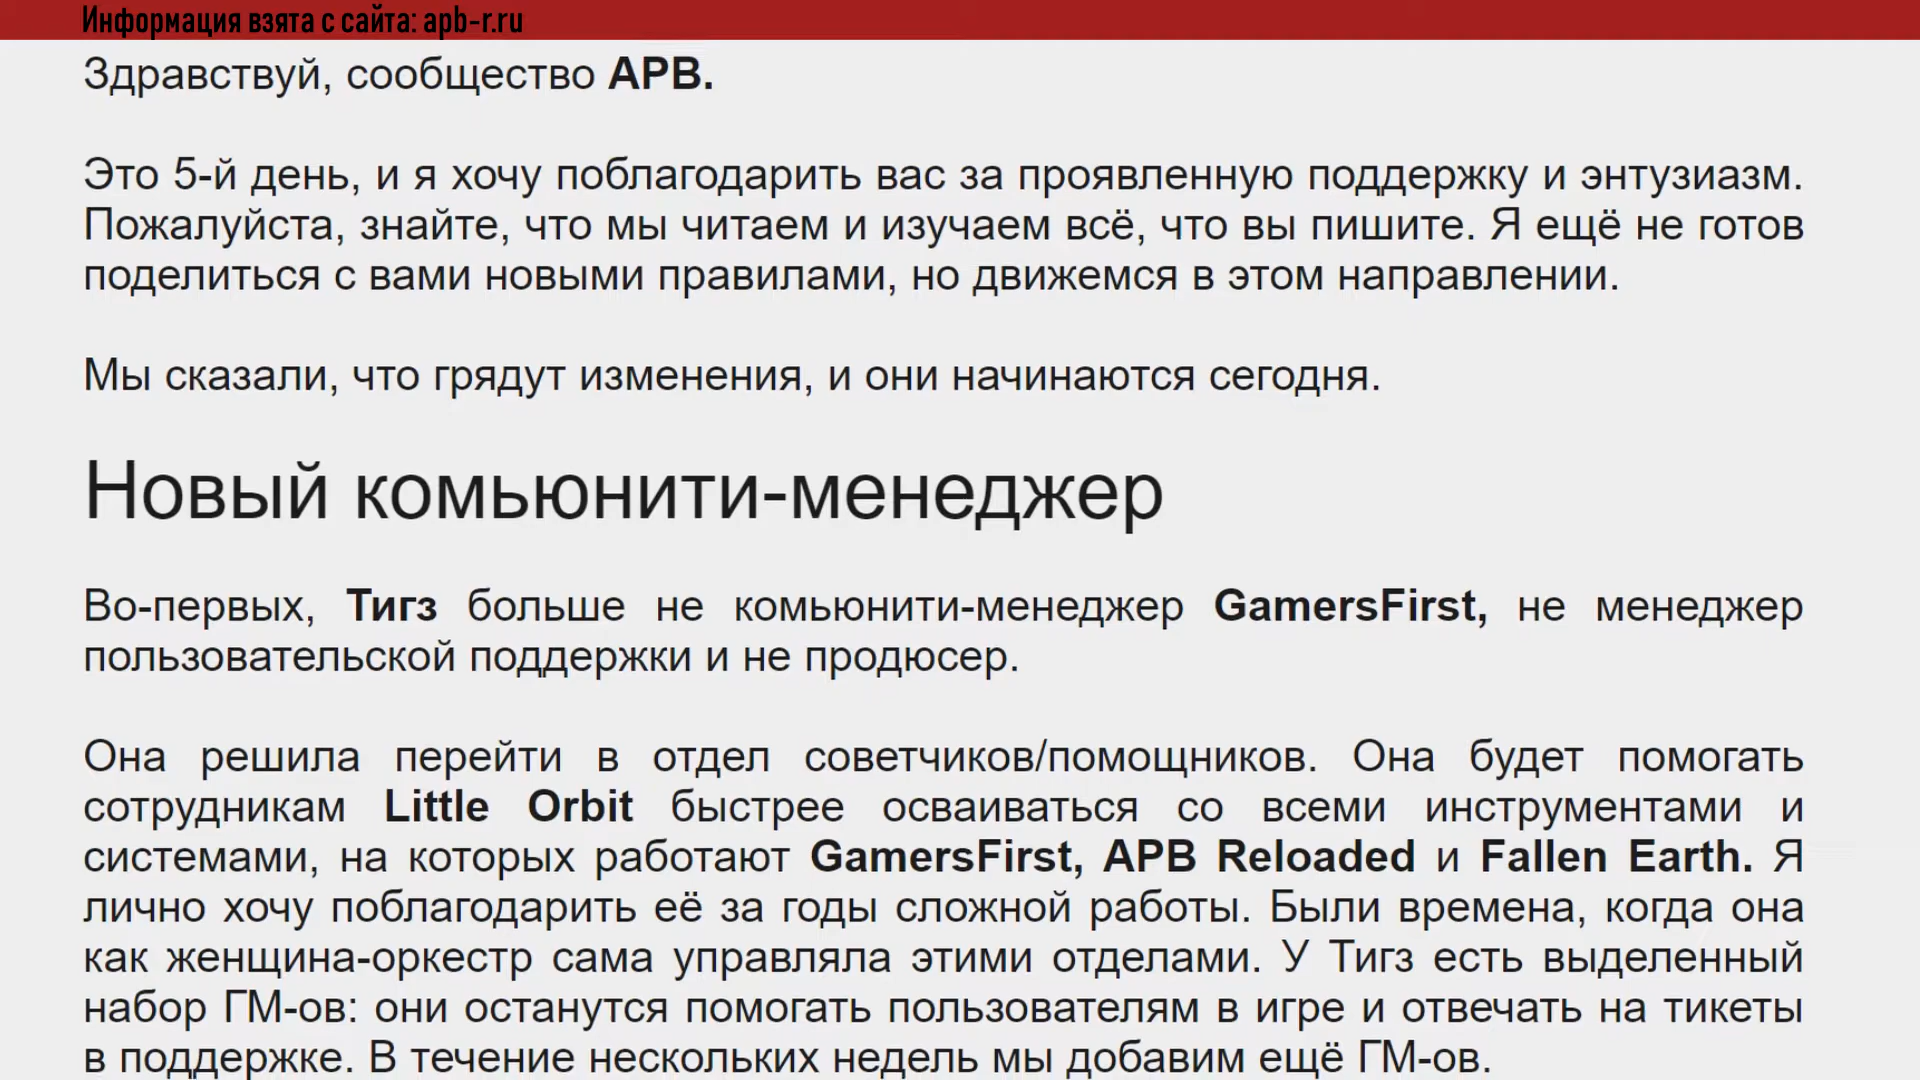 Информация взята с сайта: apb-r.ru
Здравствуй, сообщество APB.
Это 5-й день, и я хочу поблагодарить вас за проявленную поддержку и энтузиазм.
Пожалуйста, знайте, что мы читаем и изучаем всё, что вы пишите. Я ещё не готов
поделиться с вами новыми правилами, но движемся в этом направлении.
Мы сказали, что грядут изменения, и они начинаются сегодня.
Новый комьюнити-менеджер
Во-первых, Тигз больше не комьюнити-менеджер GamersFirst, не менеджер
пользовательской поддержки и не продюсер.
Она решила перейти в отдел советчиков/помощников. Она будет помогать
сотрудникам Little Orbit быстрее осваиваться со всеми инструментами и
системами, на которых работают GamersFirst, APB Reloaded и Fallen Earth. Я
лично хочу поблагодарить её за годы сложной работы. Были времена, когда она
как женщина-оркестр сама управляла этими отделами. У Тигз есть выделенный
набор ГМ-ов: они останутся помогать пользователям в игре и отвечать на тикеты
в поддержке. В течение нескольких недель мы добавим ещё ГМ-ов.